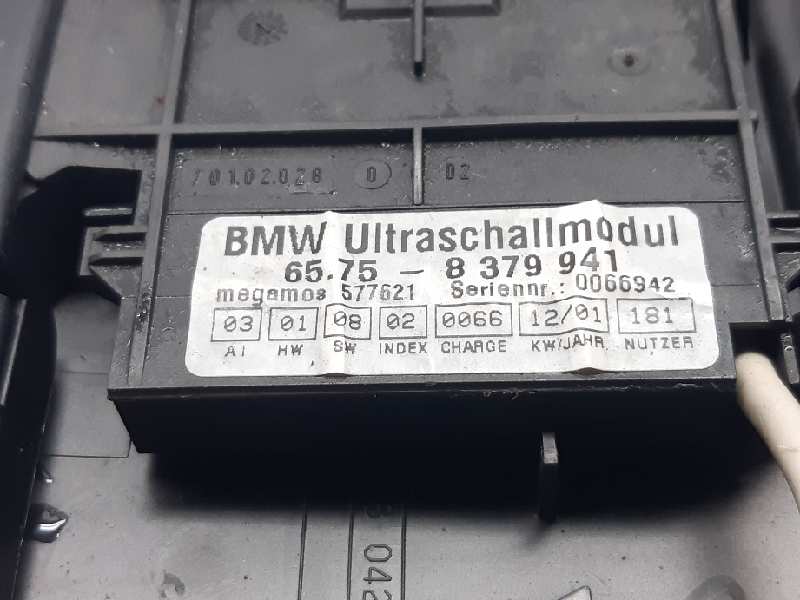 701.02.028 0 02
BMW Ultraschallmodul
65.75 - 8 379 941
megamos 577621 Seriennr.: 0066942
03 01 08 02 0066 12/01 181
AI HW SW INDEX CHARGE KW/JAHR NUTZER